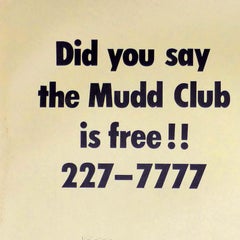 Did you say
the Mudd Club
is free!!
227–7777